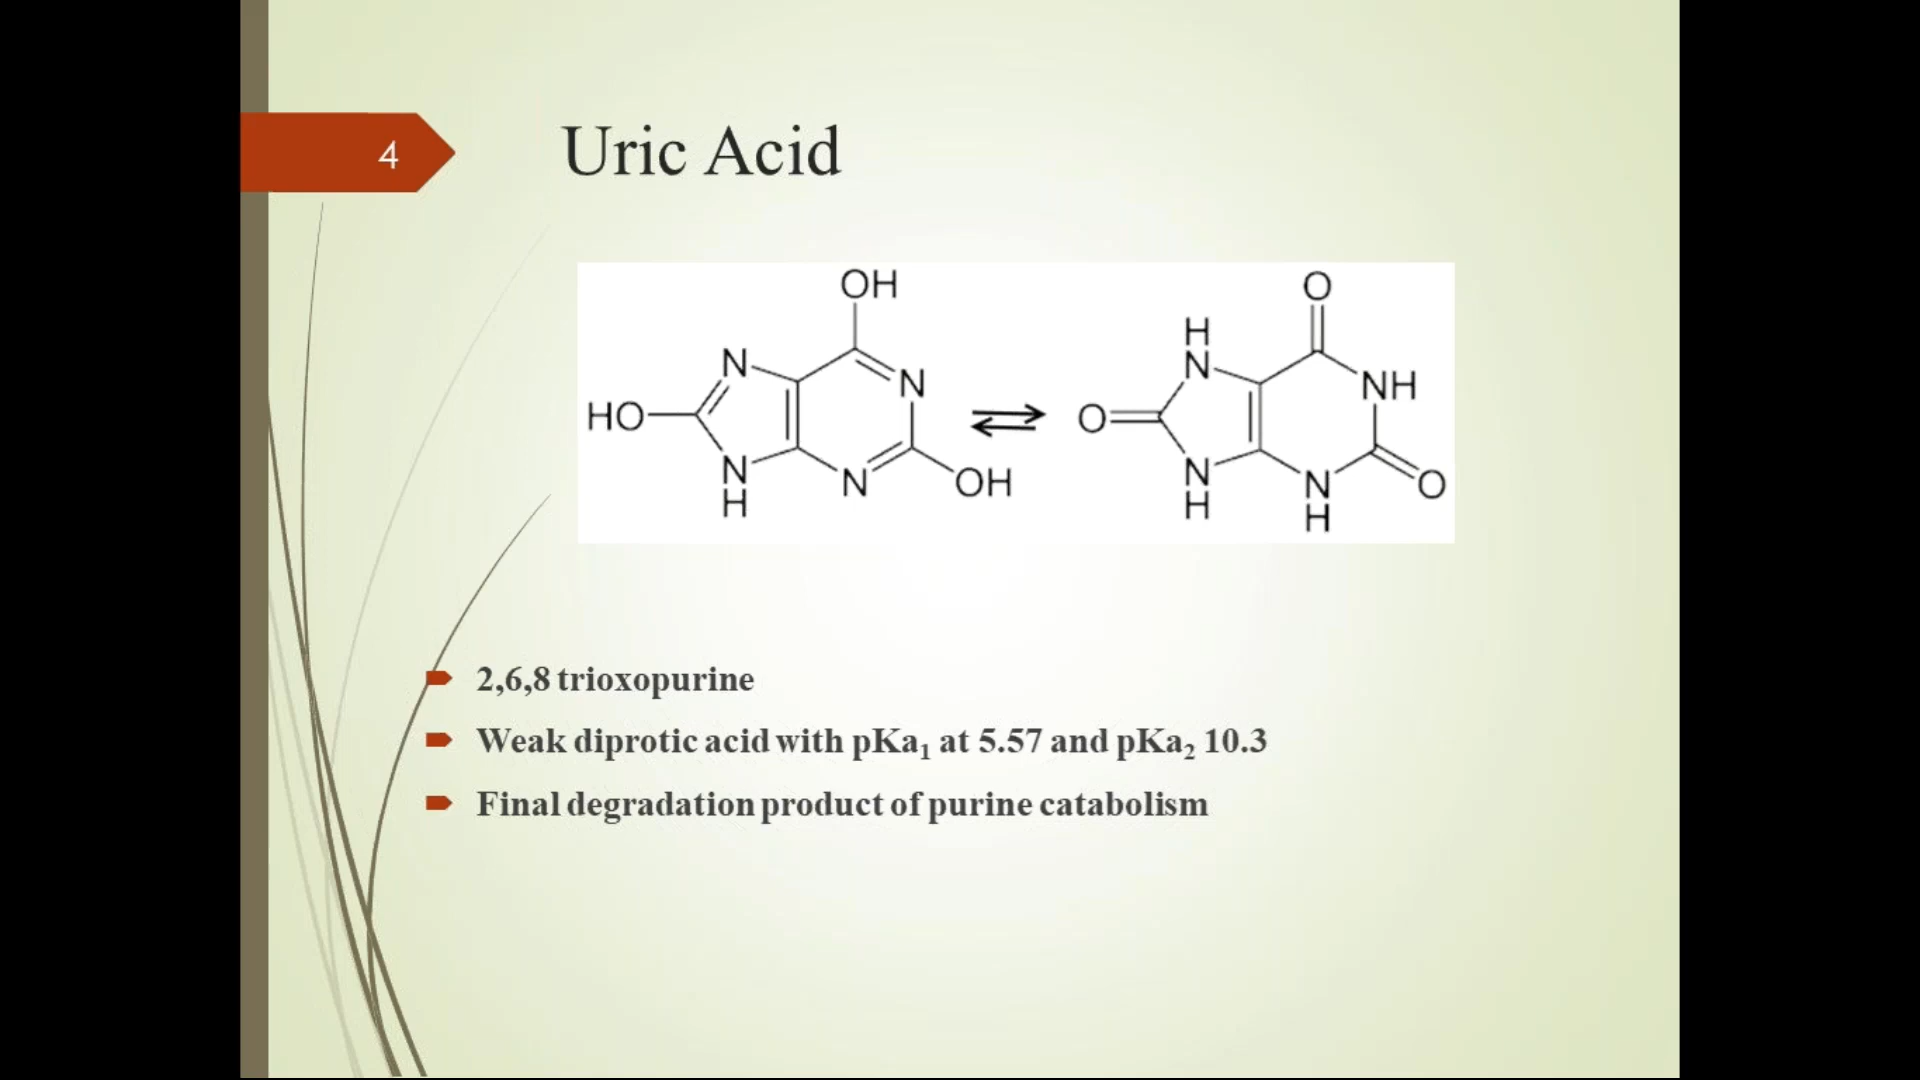 4
Uric Acid
OH
N
N
HO
N
H
N
OH
O
H
N
NH
O
N
H
N
H
O
2,6,8 trioxopurine
Weak diprotic acid with pKa₁ at 5.57 and pKa₂ 10.3
Final degradation product of purine catabolism